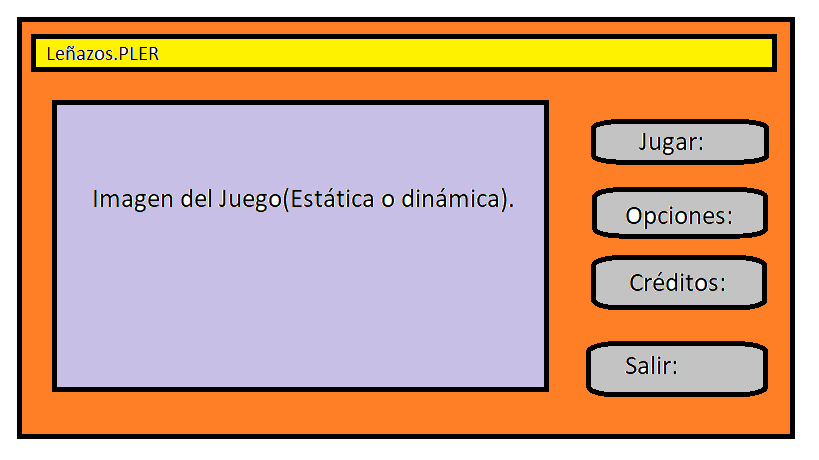 Leñazos.PLER
Imagen del Juego(Estática o dinámica).
Jugar:
Opciones:
Créditos:
Salir: